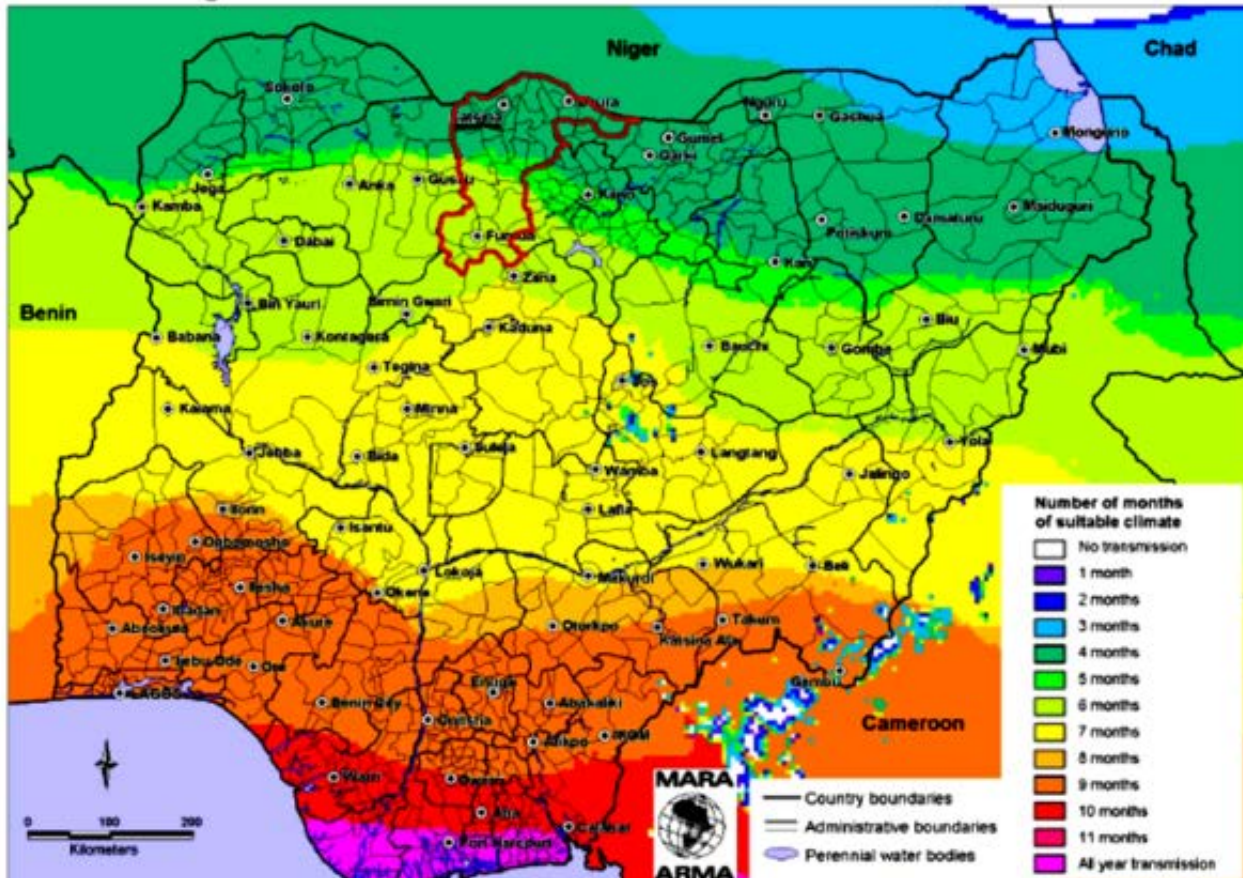 Niger
Chad
Sokoto
Daura
Katsina
Nguru
Gashua
Gumel
Garki
Monguno
Jega
Anka
Gusau
Kano
Kamba
Maiduguri
Damaturu
Potiskum
Dabai
Funtua
Kari
Zaria
Benin
Bin Yauri
Birnin Gwari
Biu
Babana
Kontagora
Kaduna
Bauchi
Gombe
Mubi
Tegina
Jos
Kaiama
Minna
Yola
Jebba
Bida
Suleja
Langtang
Wamba
Jalingo
Ilorin
Lafia
Isanlu
Ogbomosho
Iseyin
Lokoja
Makurdi
Wukari
Beli
Ilesha
Okene
Ibadan
Abeokuta
Akure
Otukpo
Katsina Ala
Takum
Ijebu Ode
Gembu
LAGOS
Enugu
Benin City
Abakaliki
Onitsha
Cameroon
Afikpo
IKOM
Warri
Owerri
Aba
Calabar
Port Harcourt
0 100 200
Kilometers
MARA
ARMA
Country boundaries
Administrative boundaries
Perennial water bodies
Number of months
of suitable climate
No transmission
1 month
2 months
3 months
4 months
5 months
6 months
7 months
8 months
9 months
10 months
11 months
All year transmission